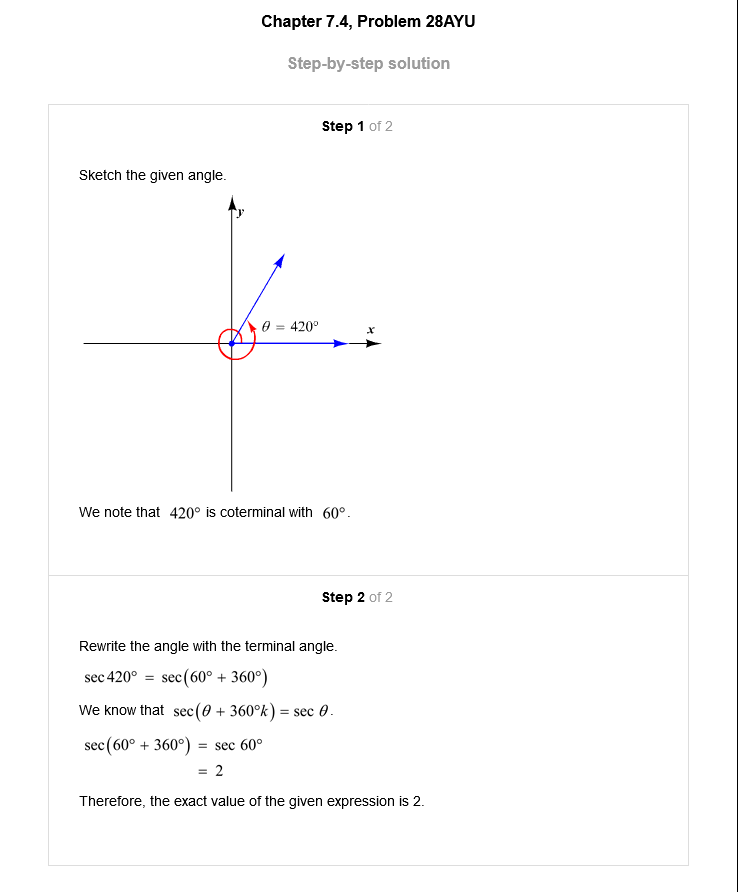 Chapter 7.4, Problem 28AYU
Step-by-step solution
Step 1 of 2
Sketch the given angle.
y
θ = 420°
x
We note that 420° is coterminal with 60°.
Step 2 of 2
Rewrite the angle with the terminal angle.
sec 420° = sec(60° + 360°)
We know that sec(θ + 360°k) = sec θ.
sec(60° + 360°) = sec 60°
= 2
Therefore, the exact value of the given expression is 2.